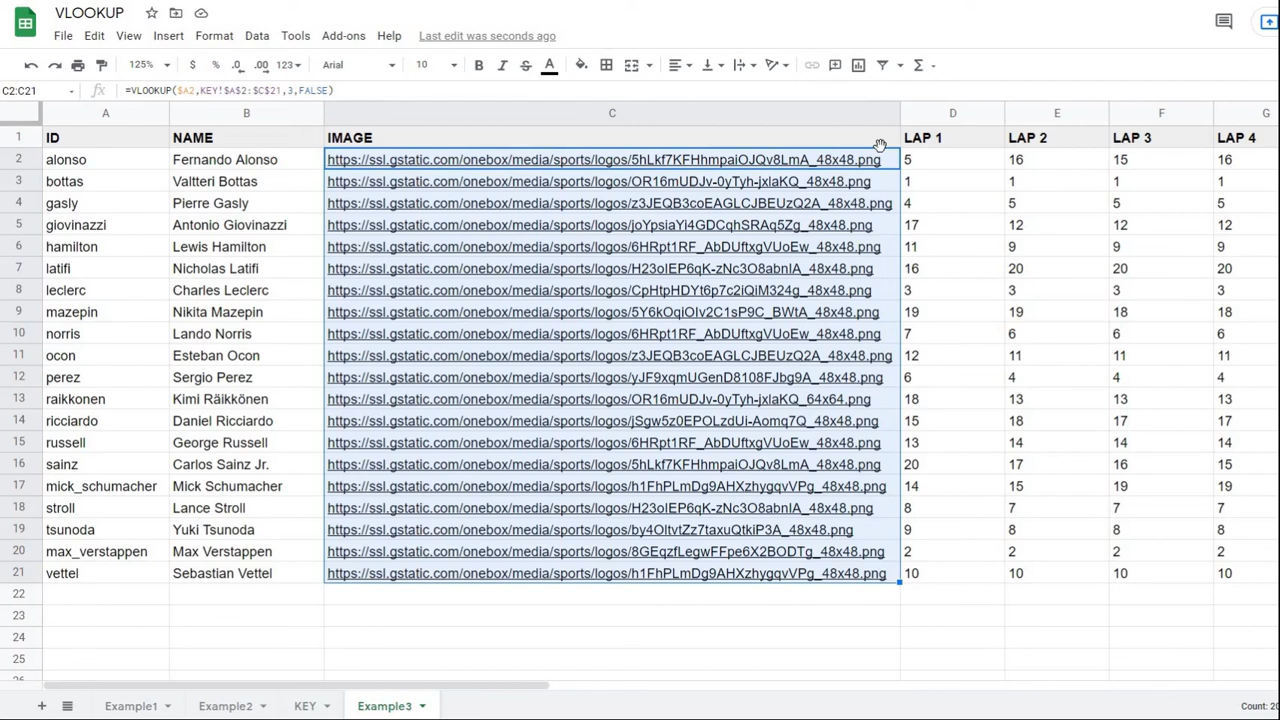 VLOOKUP
File Edit View Insert Format Data Tools Add-ons Help Last edit was seconds ago
125% $ % .0 .00 123 Arial 10 B I S A Σ
C2:C21 fx =VLOOKUP($A2,KEY!$A$2:$C$21,3,FALSE)
A B C D E F G
1 ID NAME IMAGE LAP 1 LAP 2 LAP 3 LAP 4
2 alonso Fernando Alonso https://ssl.gstatic.com/onebox/media/sports/logos/5hLkf7KFHhmpaiOJQv8LmA_48x48.png 5 16 15 16
3 bottas Valtteri Bottas https://ssl.gstatic.com/onebox/media/sports/logos/OR16mUDJv-0yTyh-jxlaKQ_48x48.png 1 1 1 1
4 gasly Pierre Gasly https://ssl.gstatic.com/onebox/media/sports/logos/z3JEQB3coEAGLCJBEUzQ2A_48x48.png 4 5 5 5
5 giovinazzi Antonio Giovinazzi https://ssl.gstatic.com/onebox/media/sports/logos/joYpsiaYi4GDCqhSRAq5Zg_48x48.png 17 12 12 12
6 hamilton Lewis Hamilton https://ssl.gstatic.com/onebox/media/sports/logos/6HRpt1RF_AbDUftxgVUoEw_48x48.png 11 9 9 9
7 latifi Nicholas Latifi https://ssl.gstatic.com/onebox/media/sports/logos/H23oIEP6qK-zNc3O8abnIA_48x48.png 16 20 20 20
8 leclerc Charles Leclerc https://ssl.gstatic.com/onebox/media/sports/logos/CpHtpHDYt6p7c2iQiM324g_48x48.png 3 3 3 3
9 mazepin Nikita Mazepin https://ssl.gstatic.com/onebox/media/sports/logos/5Y6kOqiOIv2C1sP9C_BWtA_48x48.png 19 19 18 18
10 norris Lando Norris https://ssl.gstatic.com/onebox/media/sports/logos/6HRpt1RF_AbDUftxgVUoEw_48x48.png 7 6 6 6
11 ocon Esteban Ocon https://ssl.gstatic.com/onebox/media/sports/logos/z3JEQB3coEAGLCJBEUzQ2A_48x48.png 12 11 11 11
12 perez Sergio Perez https://ssl.gstatic.com/onebox/media/sports/logos/yJF9xqmUGenD8108FJbg9A_48x48.png 6 4 4 4
13 raikkonen Kimi Räikkönen https://ssl.gstatic.com/onebox/media/sports/logos/OR16mUDJv-0yTyh-jxlaKQ_64x64.png 18 13 13 13
14 ricciardo Daniel Ricciardo https://ssl.gstatic.com/onebox/media/sports/logos/jSgw5z0EPOLzdUi-Aomq7Q_48x48.png 15 18 17 17
15 russell George Russell https://ssl.gstatic.com/onebox/media/sports/logos/6HRpt1RF_AbDUftxgVUoEw_48x48.png 13 14 14 14
16 sainz Carlos Sainz Jr. https://ssl.gstatic.com/onebox/media/sports/logos/5hLkf7KFHhmpaiOJQv8LmA_48x48.png 20 17 16 15
17 mick_schumacher Mick Schumacher https://ssl.gstatic.com/onebox/media/sports/logos/h1FhPLmDg9AHXzhygqvVPg_48x48.png 14 15 19 19
18 stroll Lance Stroll https://ssl.gstatic.com/onebox/media/sports/logos/H23oIEP6qK-zNc3O8abnIA_48x48.png 8 7 7 7
19 tsunoda Yuki Tsunoda https://ssl.gstatic.com/onebox/media/sports/logos/by4OltvtZz7taxuQtkiP3A_48x48.png 9 8 8 8
20 max_verstappen Max Verstappen https://ssl.gstatic.com/onebox/media/sports/logos/8GEqzfLegwFFpe6X2BODTg_48x48.png 2 2 2 2
21 vettel Sebastian Vettel https://ssl.gstatic.com/onebox/media/sports/logos/h1FhPLmDg9AHXzhygqvVPg_48x48.png 10 10 10 10
22
23
24
25
Example1 Example2 KEY Example3 Count: 20